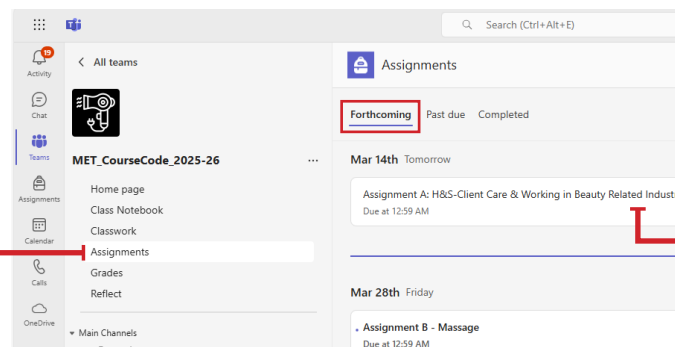 Search (Ctrl+Alt+E)
19
Activity
Chat
Teams
Assignments
Calendar
Calls
OneDrive
All teams
MET_CourseCode_2025-26
Home page
Class Notebook
Classwork
Assignments
Grades
Reflect
Main Channels
Assignments
Forthcoming Past due Completed
Mar 14th Tomorrow
Assignment A: H&S-Client Care & Working in Beauty Related
Due at 12:59 AM
Mar 28th Friday
Assignment B - Massage
Due at 12:59 AM